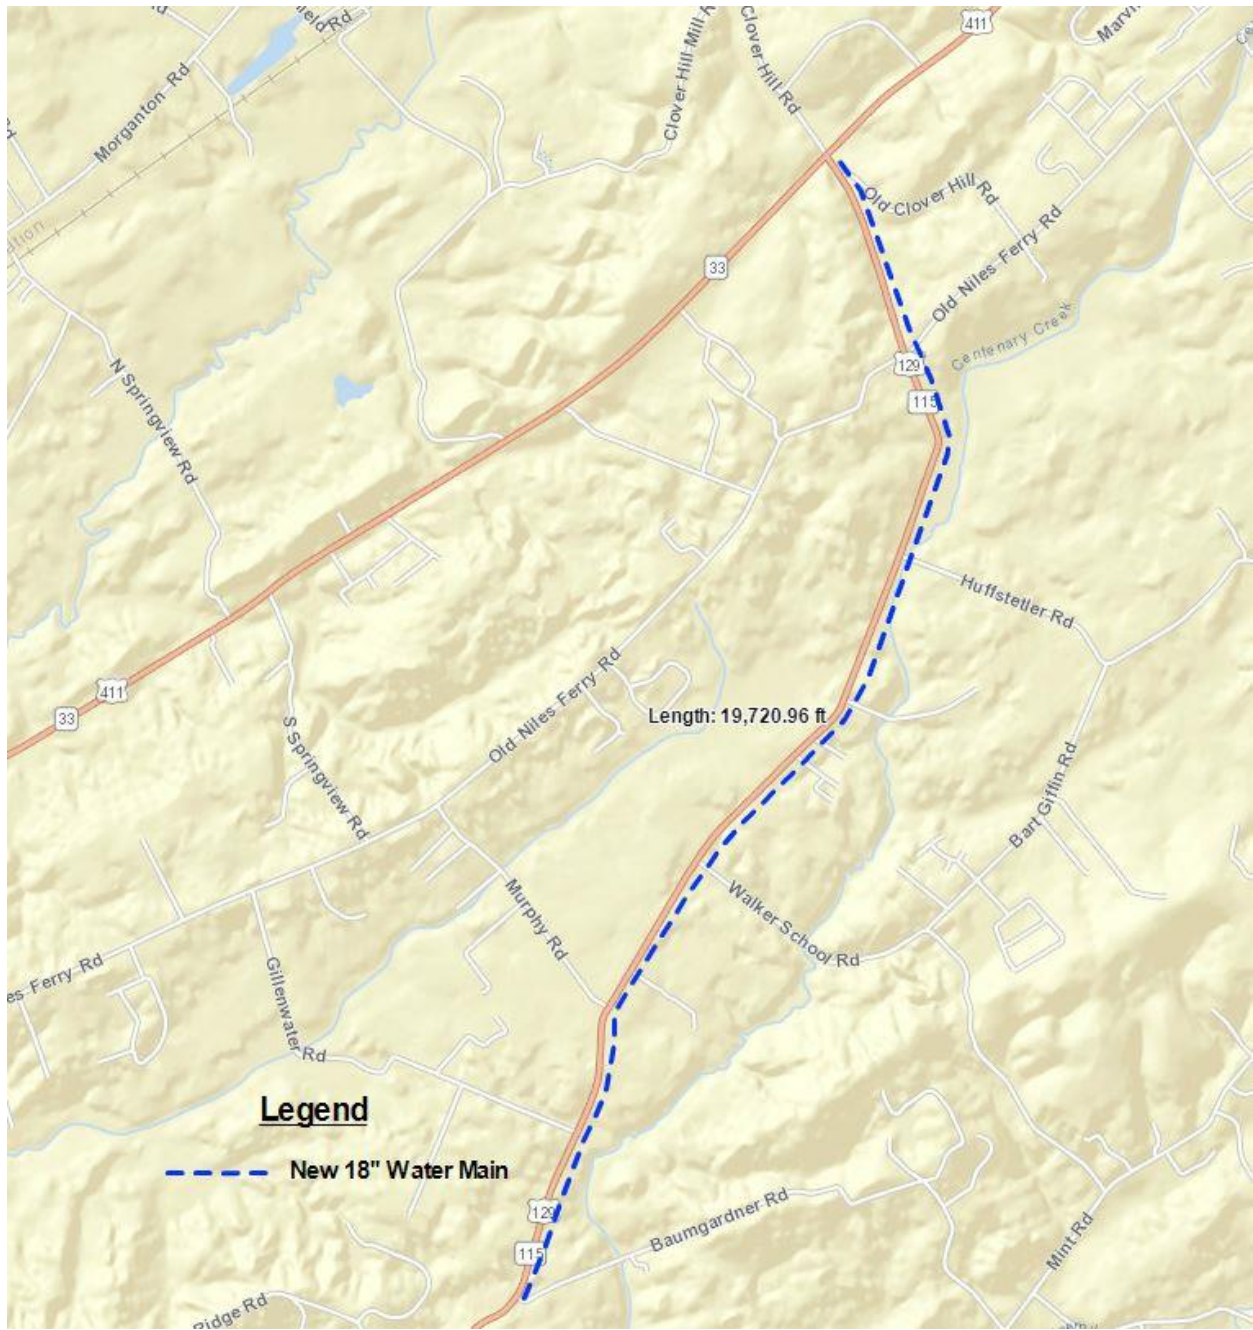 field Rd
Clover Hill Mill R
Clover Hill Rd
411
Marvi
Morganton Rd
Old Clover Hill Rd
Old Niles Ferry Rd
33
Centenary Creek
129
115
N Springview Rd
Huffstetler Rd
411
33
Old Niles Ferry Rd
Length: 19,720.96 ft
S Springview Rd
Bart Giffin Rd
Murphy Rd
Walker School Rd
es Ferry Rd
Gillenwater Rd
Legend
New 18" Water Main
129
115
Baumgardner Rd
Mint Rd
Ridge Rd